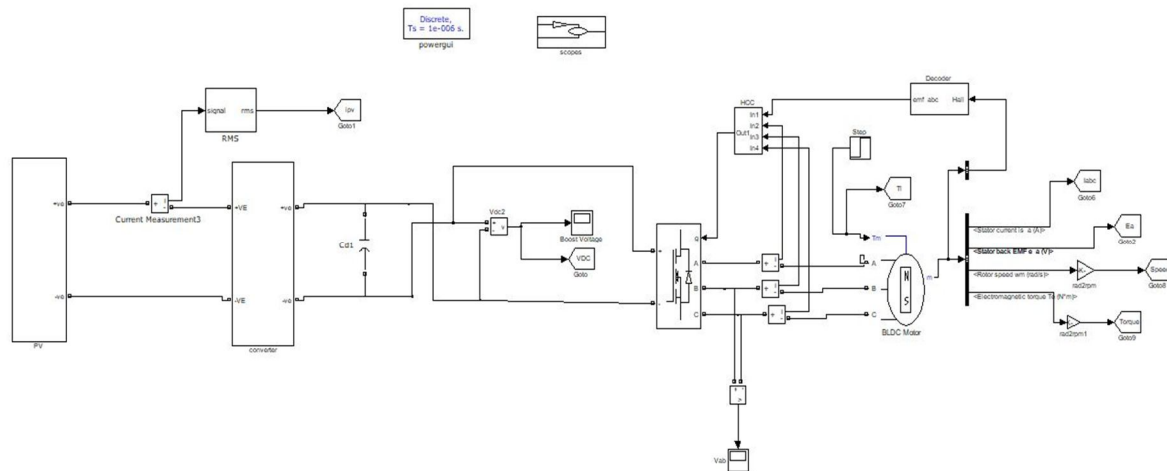 Discrete,
Ts = 1e-006 s.
powergui
scopes
signal rms
RMS
Ipv
Goto1
+ve
-ve
PV
+ -
i
Current Measurement3
+VE
-VE
+ve
-ve
converter
Cd1
Vdc2
+
-
v
Boost Voltage
VDC
Goto
HCC
In1
In2
In3
In4
Out1
Decoder
emf_abc Hall
Step
Tl
Goto7
g
+
-
A
B
C
Tm
A
B
C
m
N
S
BLDC Motor
Vab
<Stator current is_a (A)>
<Stator back EMF e_a (V)>
<Rotor speed wm (rad/s)>
<Electromagnetic torque Te (N*m)>
Iabc
Goto6
Ea
Goto2
rad2rpm
Speed
Goto8
rad2rpm1
Torque
Goto9